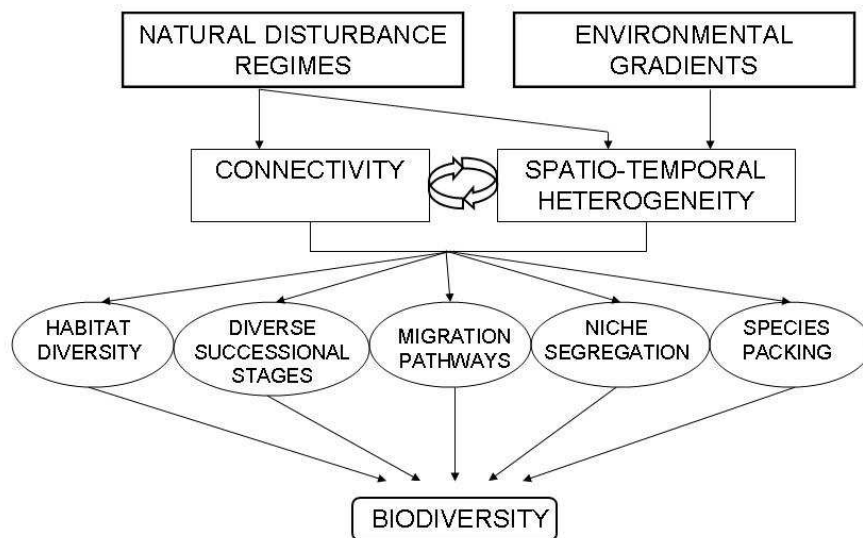 NATURAL DISTURBANCE
REGIMES
ENVIRONMENTAL
GRADIENTS
CONNECTIVITY
SPATIO-TEMPORAL
HETEROGENEITY
HABITAT
DIVERSITY
DIVERSE
SUCCESSIONAL
STAGES
MIGRATION
PATHWAYS
NICHE
SEGREGATION
SPECIES
PACKING
BIODIVERSITY